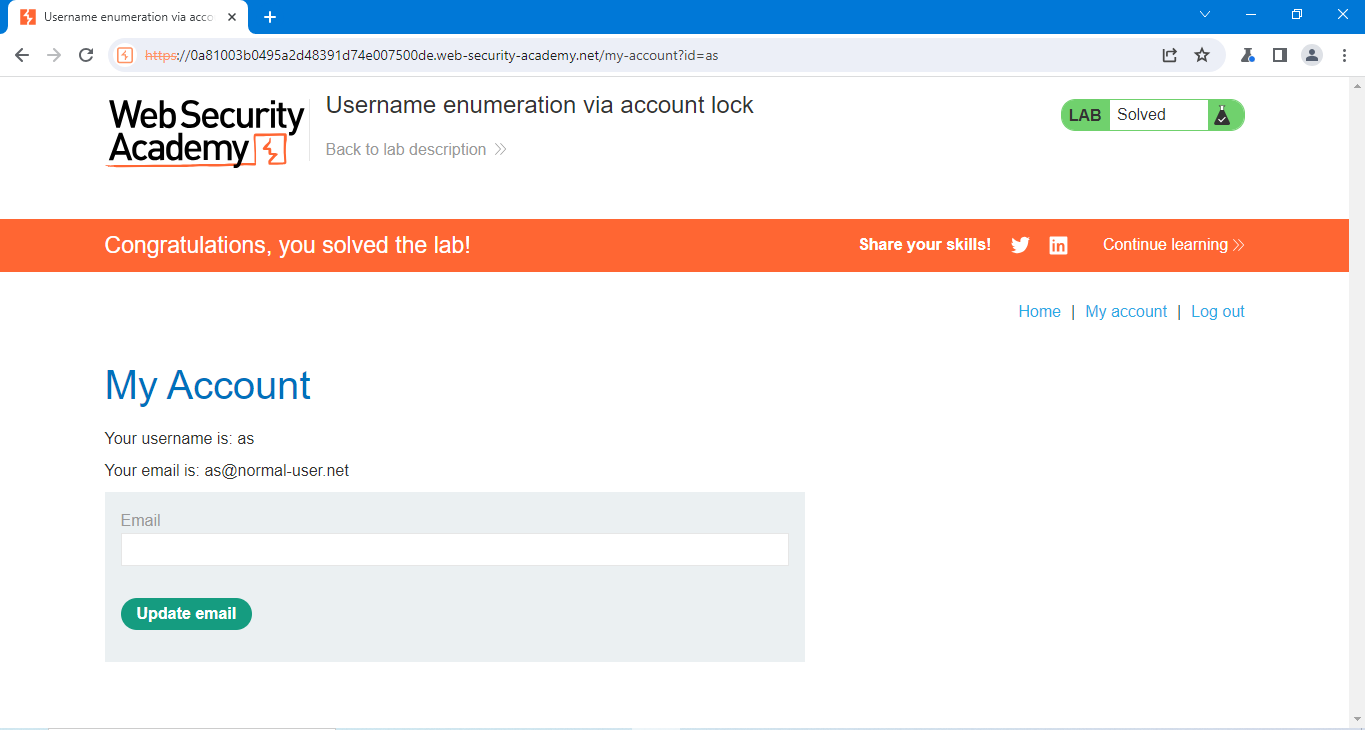 Username enumeration via acco
https://0a81003b0495a2d48391d74e007500de.web-security-academy.net/my-account?id=as
Web Security
Academy
Username enumeration via account lock
Back to lab description
LAB Solved
Congratulations, you solved the lab!
Share your skills!
in
Continue learning
Home | My account | Log out
My Account
Your username is: as
Your email is: as@normal-user.net
Email
Update email